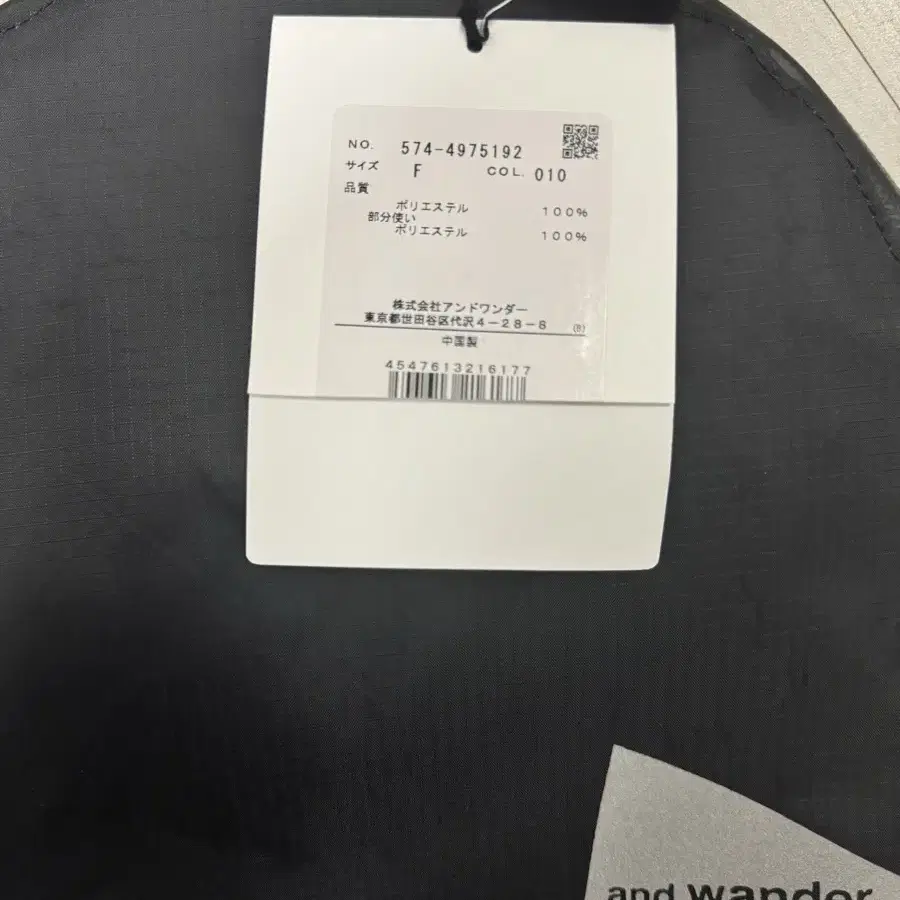 NO. 574-4975192
サイズ F COL. 010
品質
ポリエステル 100%
部分使い
ポリエステル 100%
株式会社アンドワンダー
東京都世田谷区代沢4-28-8 (8)
中国製
4547613216177
and wander